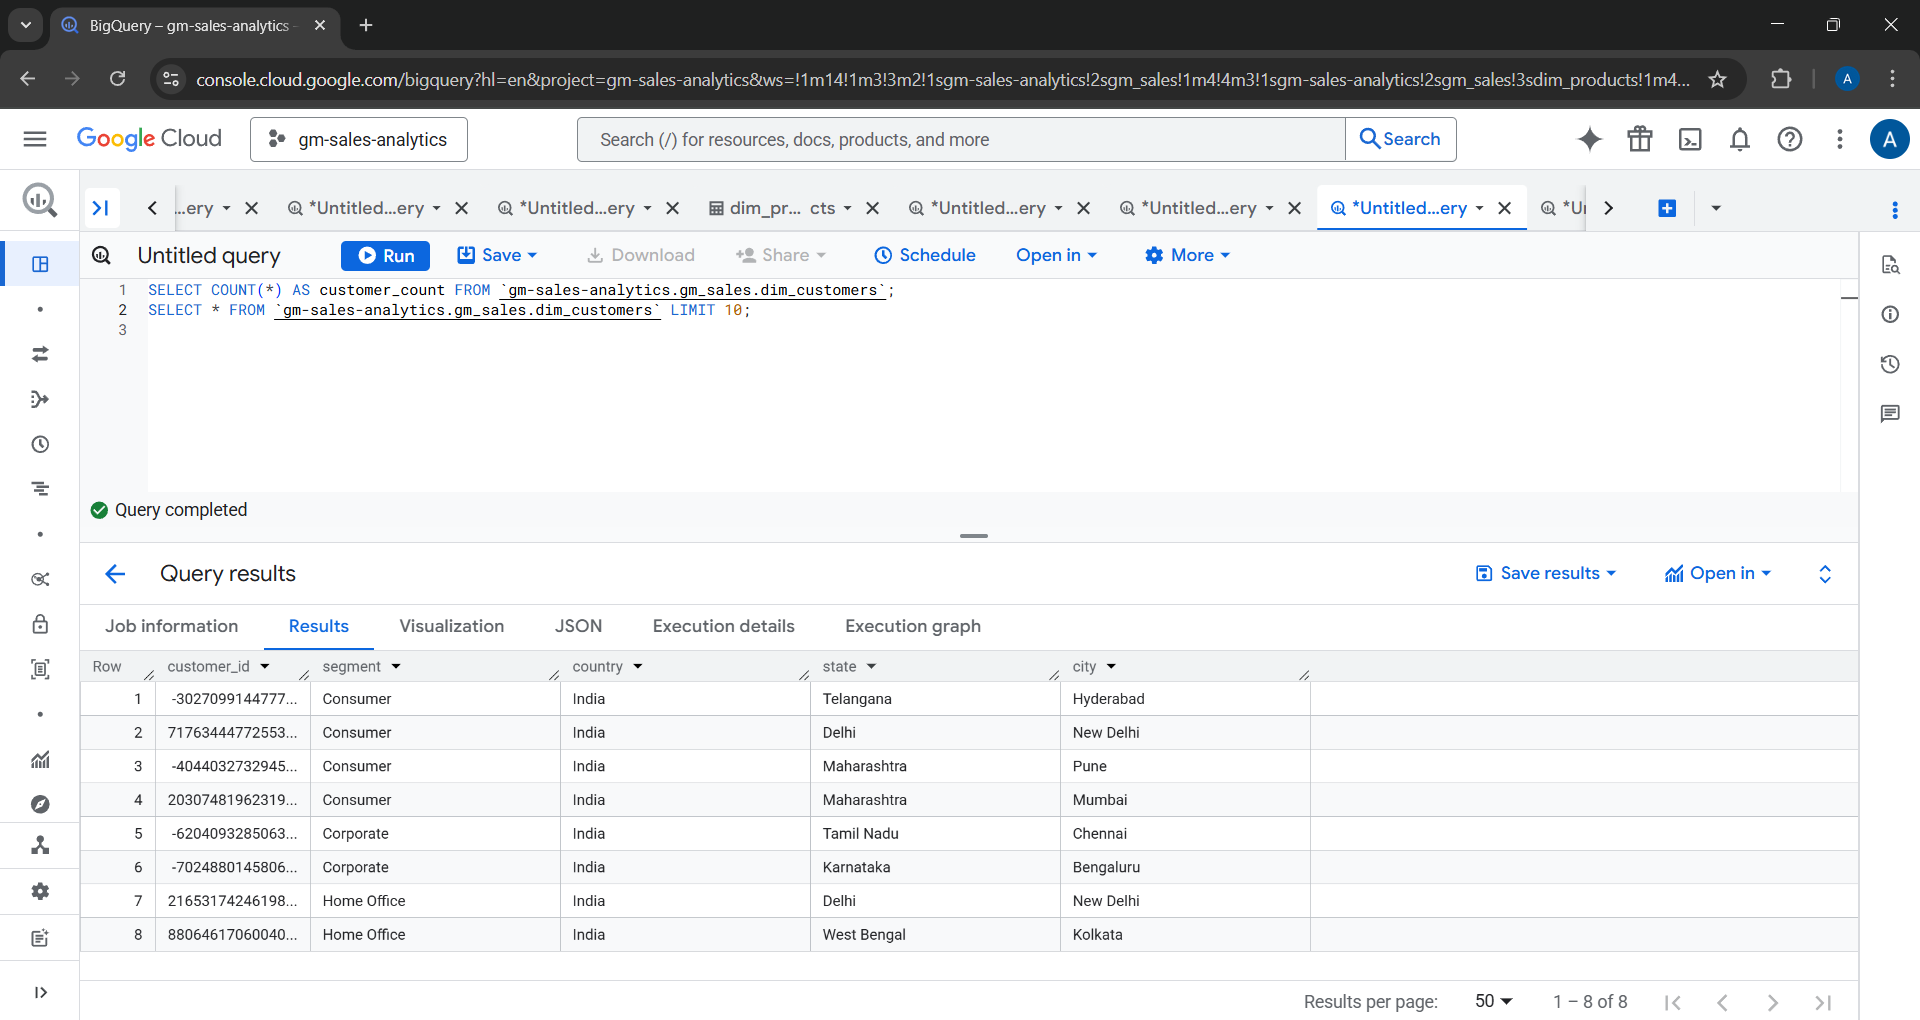 BigQuery – gm-sales-analytics -
console.cloud.google.com/bigquery?hl=en&project=gm-sales-analytics&ws=!1m14!1m3!3m2!1sgm-sales-analytics!2sgm_sales!1m4!4m3!1sgm-sales-analytics!2sgm_sales!3sdim_products!1m4...
A
Google Cloud
gm-sales-analytics
Search (/) for resources, docs, products, and more
Search
A
...ery
*Untitled...ery
*Untitled...ery
dim_pr... cts
*Untitled...ery
*Untitled...ery
*Untitled...ery
Untitled query
Run
Save
Download
Share
Schedule
Open in
More
1 SELECT COUNT(*) AS customer_count FROM `gm-sales-analytics.gm_sales.dim_customers`;
2 SELECT * FROM `gm-sales-analytics.gm_sales.dim_customers` LIMIT 10;
3
Query completed
Query results
Save results
Open in
Job information
Results
Visualization
JSON
Execution details
Execution graph
Row customer_id segment country state city
1 -3027099144777... Consumer India Telangana Hyderabad
2 71763444772553... Consumer India Delhi New Delhi
3 -4044032732945... Consumer India Maharashtra Pune
4 20307481962319... Consumer India Maharashtra Mumbai
5 -6204093285063... Corporate India Tamil Nadu Chennai
6 -7024880145806... Corporate India Karnataka Bengaluru
7 21653174246198... Home Office India Delhi New Delhi
8 88064617060040... Home Office India West Bengal Kolkata
Results per page: 50 1 – 8 of 8